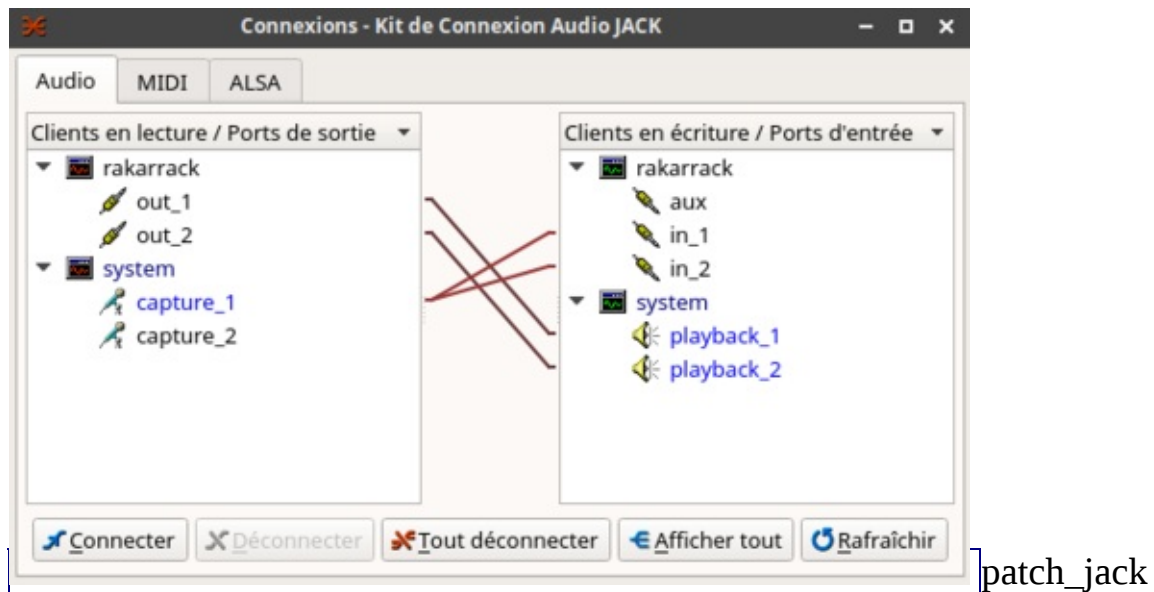 Connexions - Kit de Connexion Audio JACK
Audio
MIDI
ALSA
Clients en lecture / Ports de sortie
rakarrack
out_1
out_2
system
capture_1
capture_2
Clients en écriture / Ports d'entrée
rakarrack
aux
in_1
in_2
system
playback_1
playback_2
Connecter
Déconnecter
Tout déconnecter
Afficher tout
Rafraîchir
patch_jack